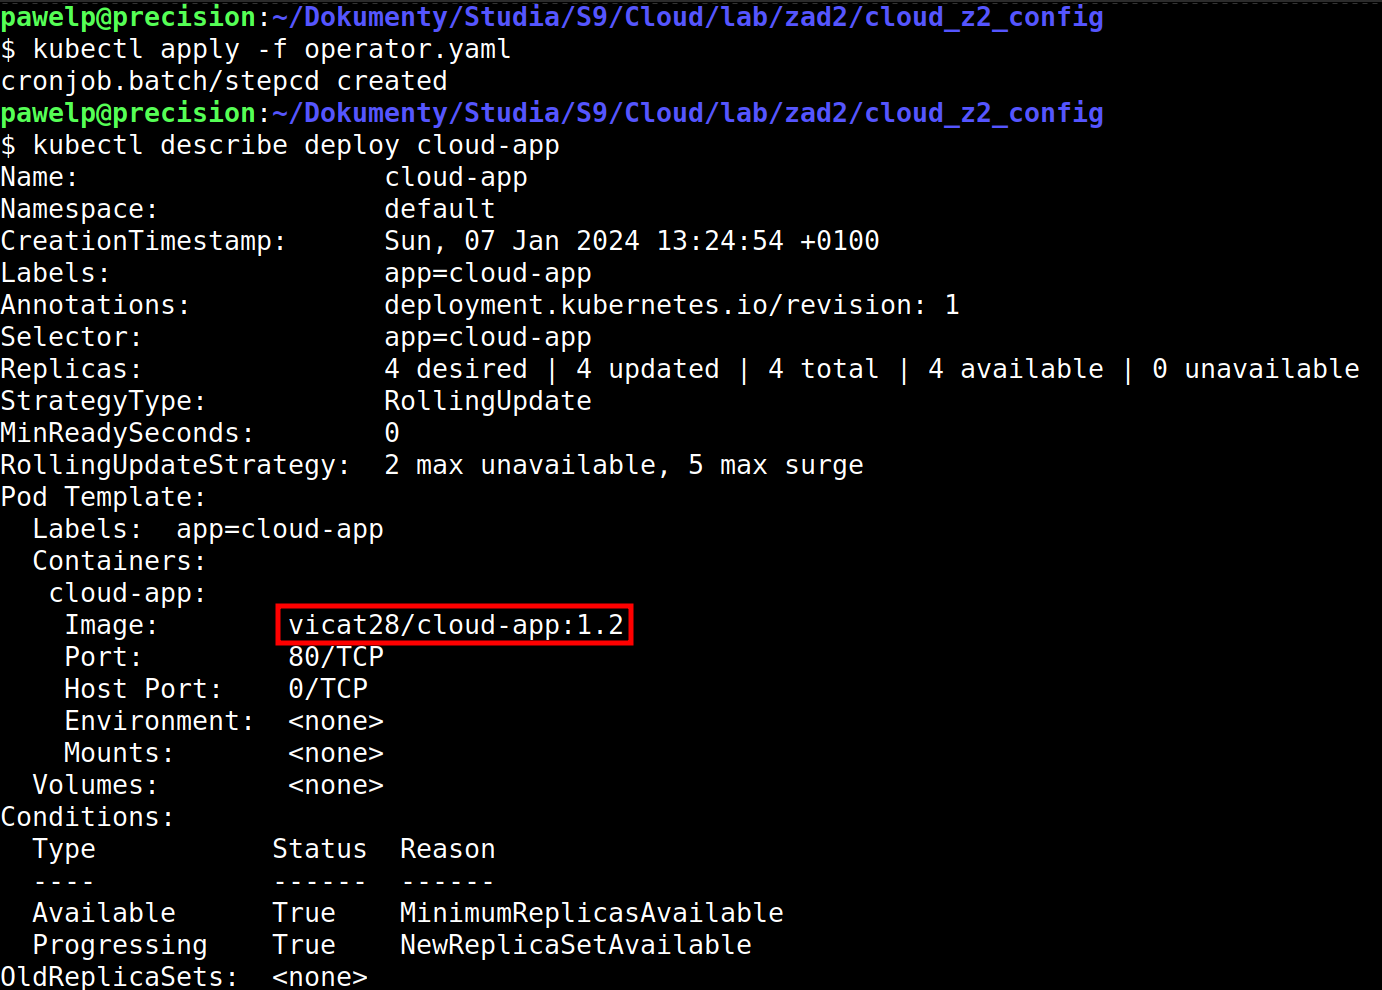 pawelp@precision:~/Dokumenty/Studia/S9/Cloud/lab/zad2/cloud_z2_config
$ kubectl apply -f operator.yaml
cronjob.batch/stepcd created
pawelp@precision:~/Dokumenty/Studia/S9/Cloud/lab/zad2/cloud_z2_config
$ kubectl describe deploy cloud-app
Name:                   cloud-app
Namespace:              default
CreationTimestamp:      Sun, 07 Jan 2024 13:24:54 +0100
Labels:                 app=cloud-app
Annotations:            deployment.kubernetes.io/revision: 1
Selector:               app=cloud-app
Replicas:               4 desired | 4 updated | 4 total | 4 available | 0 unavailable
StrategyType:           RollingUpdate
MinReadySeconds:        0
RollingUpdateStrategy:  2 max unavailable, 5 max surge
Pod Template:
  Labels:  app=cloud-app
  Containers:
   cloud-app:
    Image:        vicat28/cloud-app:1.2
    Port:         80/TCP
    Host Port:    0/TCP
    Environment:  <none>
    Mounts:       <none>
  Volumes:        <none>
Conditions:
  Type           Status  Reason
  ----           ------  ------
  Available      True    MinimumReplicasAvailable
  Progressing    True    NewReplicaSetAvailable
OldReplicaSets:  <none>